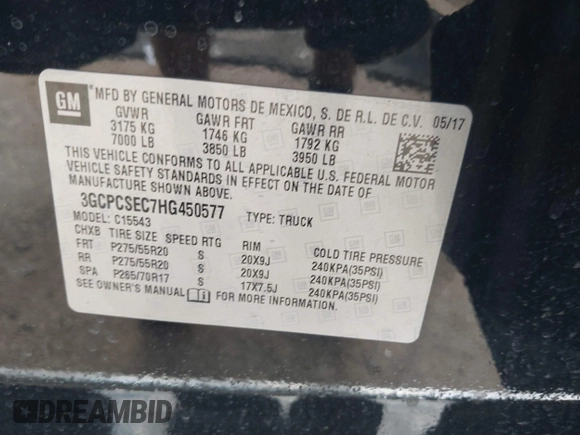 GM
MFD BY GENERAL MOTORS DE MEXICO, S. DE R.L. DE C.V. 05/17
GVWR GAWR FRT GAWR RR
3175 KG 1746 KG 1792 KG
7000 LB 3850 LB 3950 LB
THIS VEHICLE CONFORMS TO ALL APPLICABLE U.S. FEDERAL MOTOR
VEHICLE SAFETY STANDARDS IN EFFECT ON THE DATE OF
MANUFACTURE SHOWN ABOVE.
3GCPCSEC7HG450577 TYPE: TRUCK
MODEL: C15543
CHXB TIRE SIZE SPEED RTG RIM COLD TIRE PRESSURE
FRT P275/55R20 S 20X9J 240KPA(35PSI)
RR P275/55R20 S 20X9J 240KPA(35PSI)
SPA P265/70R17 S 17X7.5J 240KPA(35PSI)
SEE OWNER'S MANUAL FOR MORE INFORMATION.
DREAMBID